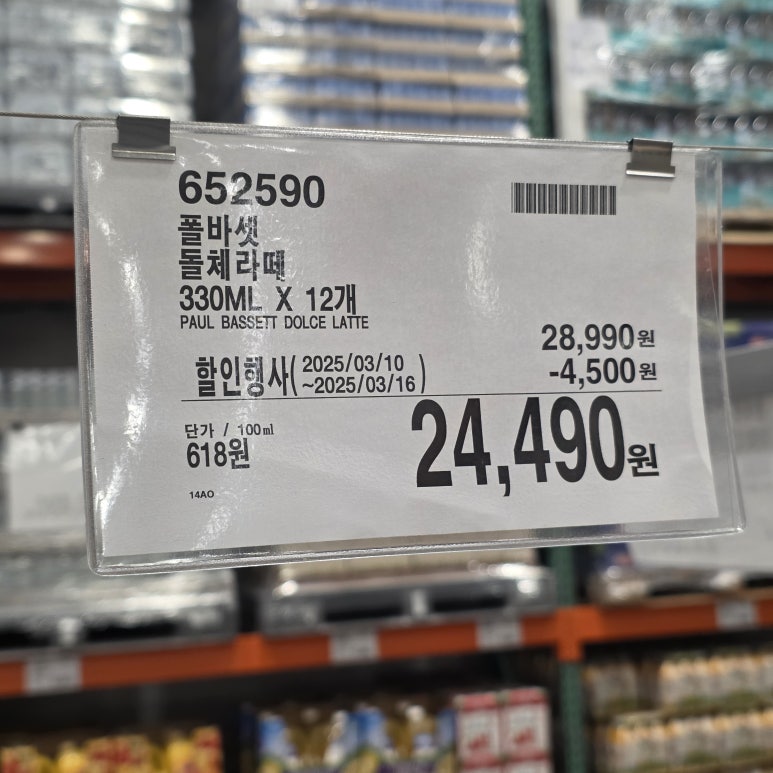 652590
폴바셋
돌체라떼
330ML X 12개
PAUL BASSETT DOLCE LATTE
28,990원
할인행사( 2025/03/10 ~2025/03/16 )
-4,500원
단가 / 100㎖
618원
24,490원
14AO